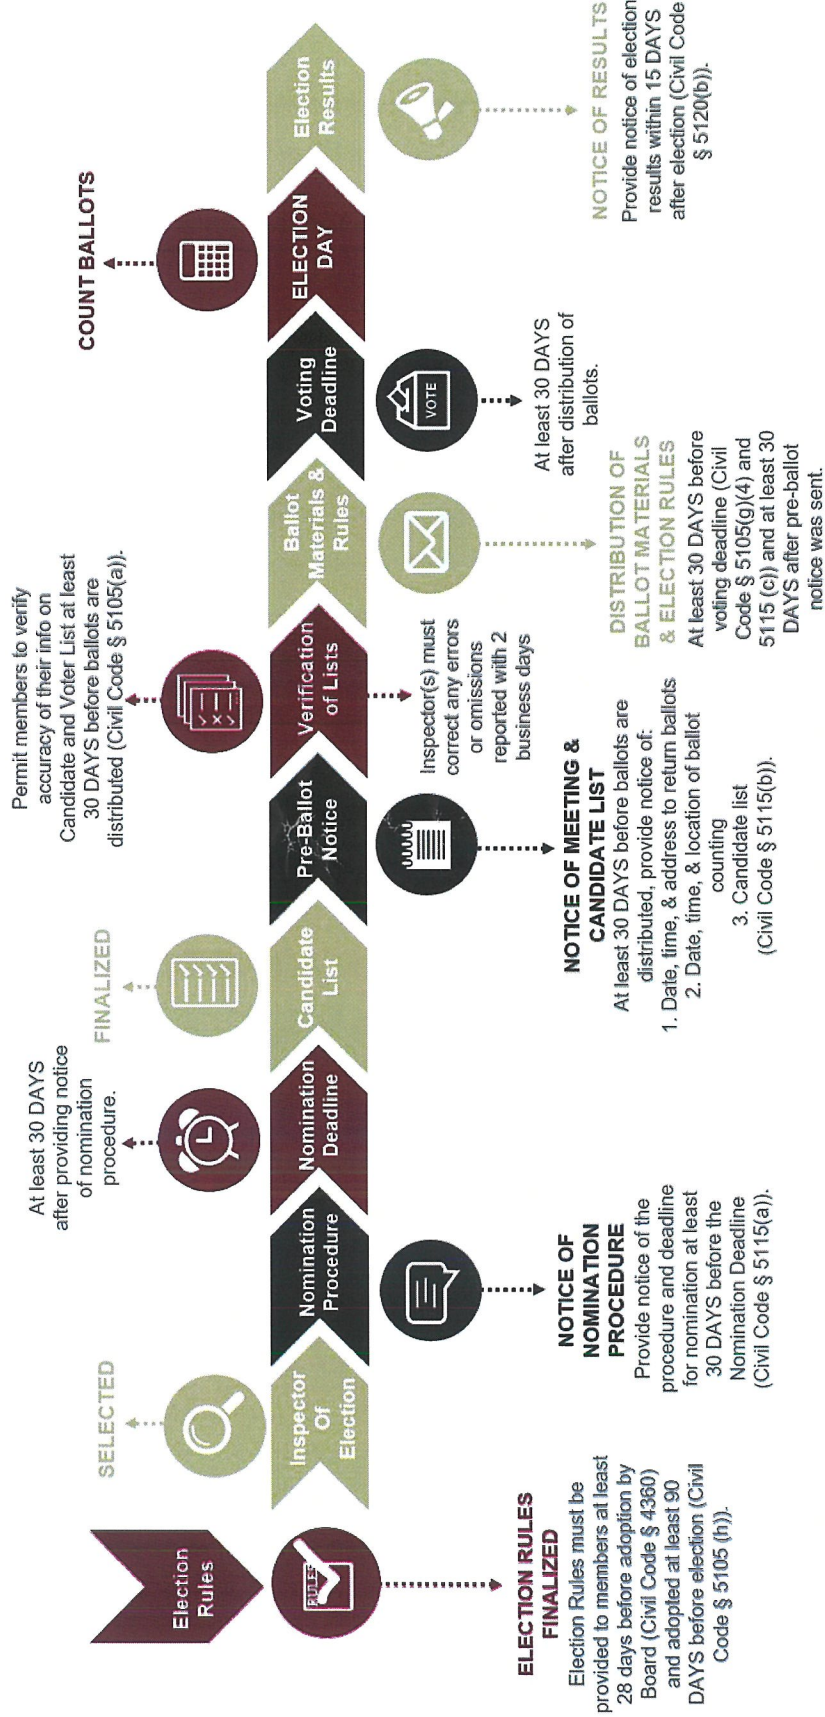 Election
Rules
RULES
ELECTION RULES
FINALIZED
Election Rules must be
provided to members at least
28 days before adoption by
Board (Civil Code § 4360)
and adopted at least 90
DAYS before election (Civil
Code § 5105 (h)).
SELECTED
Inspector
Of
Election
Nomination
Procedure
NOTICE OF
NOMINATION
PROCEDURE
Provide notice of the
procedure and deadline
for nomination at least
30 DAYS before the
Nomination Deadline
(Civil Code § 5115(a)).
At least 30 DAYS
after providing notice
of nomination
procedure.
Nomination
Deadline
FINALIZED
Candidate
List
Pre-Ballot
Notice
NOTICE OF MEETING &
CANDIDATE LIST
At least 30 DAYS before ballots are
distributed, provide notice of:
1. Date, time, & address to return ballots
2. Date, time, & location of ballot
counting
3. Candidate list
(Civil Code § 5115(b)).
Permit members to verify
accuracy of their info on
Candidate and Voter List at least
30 DAYS before ballots are
distributed (Civil Code § 5105(a)).
Verification
of Lists
Inspector(s) must
correct any errors
or omissions
reported with 2
business days
Ballot
Materials &
Rules
DISTRIBUTION OF
BALLOT MATERIALS
& ELECTION RULES
At least 30 DAYS before
voting deadline (Civil
Code § 5105(g)(4) and
5115 (c)) and at least 30
DAYS after pre-ballot
notice was sent.
Voting
Deadline
VOTE
At least 30 DAYS
after distribution of
ballots.
COUNT BALLOTS
ELECTION
DAY
Election
Results
NOTICE OF RESULTS
Provide notice of election
results within 15 DAYS
after election (Civil Code
§ 5120(b)).